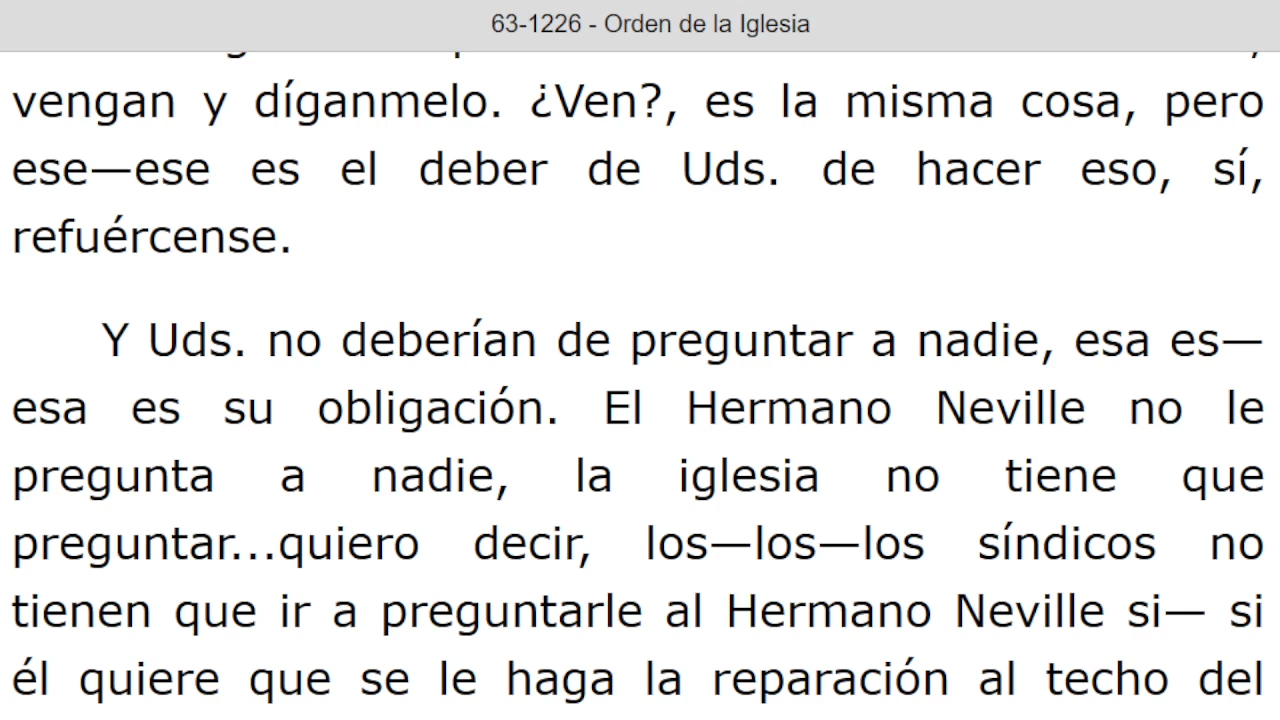 63-1226 - Orden de la Iglesia
vengan y díganmelo. ¿Ven?, es la misma cosa, pero
ese—ese es el deber de Uds. de hacer eso, sí,
refuércense.
Y Uds. no deberían de preguntar a nadie, esa es—
esa es su obligación. El Hermano Neville no le
pregunta a nadie, la iglesia no tiene que
preguntar...quiero decir, los—los—los síndicos no
tienen que ir a preguntarle al Hermano Neville si— si
él quiere que se le haga la reparación al techo del